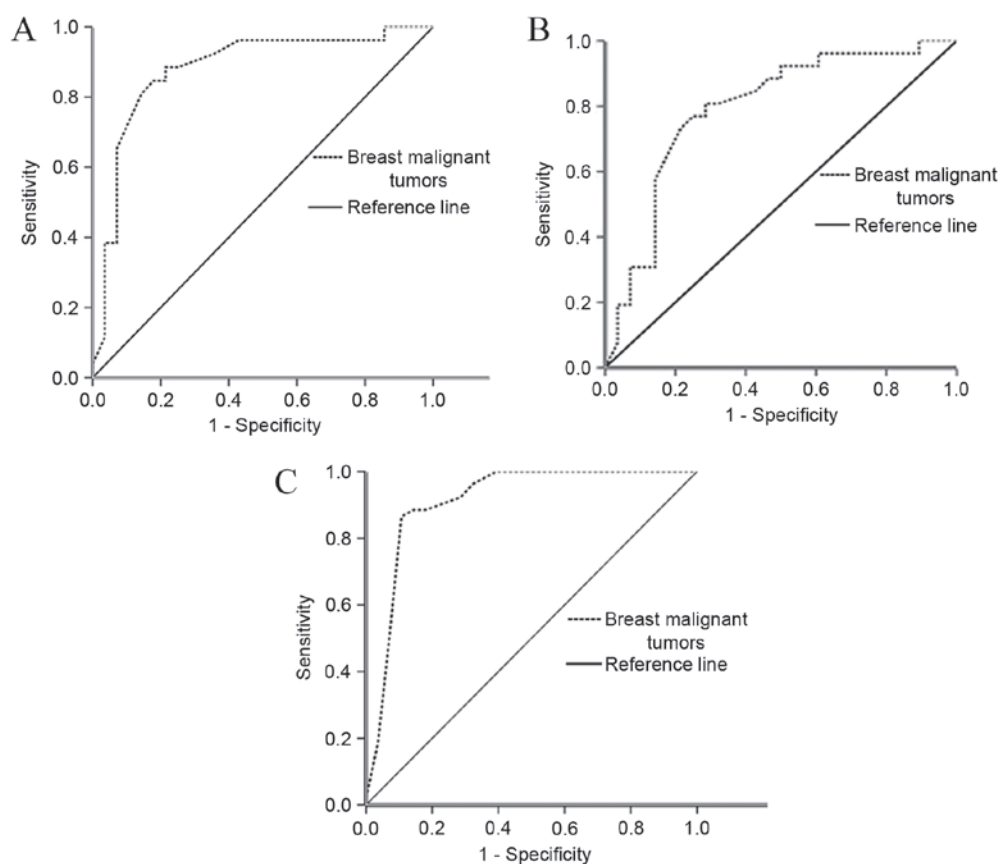 A
1.0
0.8
0.6
0.4
0.2
0.0
Sensitivity
Breast malignant
tumors
Reference line
0.0 0.2 0.4 0.6 0.8 1.0
1 - Specificity
B
1.0
0.8
0.6
0.4
0.2
0.0
Sensitivity
Breast malignant
tumors
Reference line
0.0 0.2 0.4 0.6 0.8 1.0
1 - Specificity
C
1.0
0.8
0.6
0.4
0.2
0.0
Sensitivity
Breast malignant
tumors
Reference line
0.0 0.2 0.4 0.6 0.8 1.0
1 - Specificity